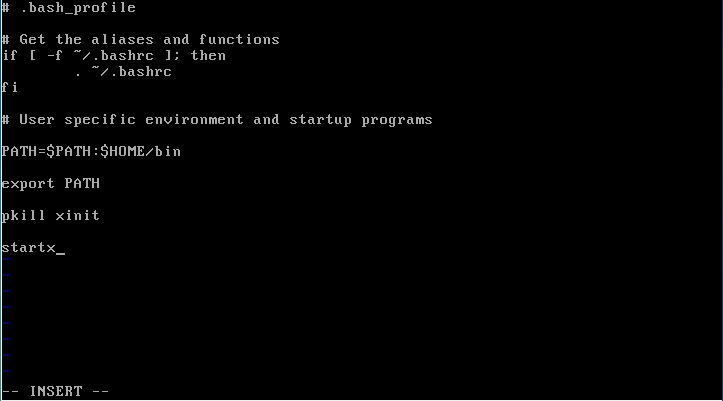 # .bash_profile
# Get the aliases and functions
if [ -f ~/.bashrc ]; then
. ~/.bashrc
fi
# User specific environment and startup programs
PATH=$PATH:$HOME/bin
export PATH
pkill xinit
startx_
~
~
~
~
~
~
~
~
-- INSERT --